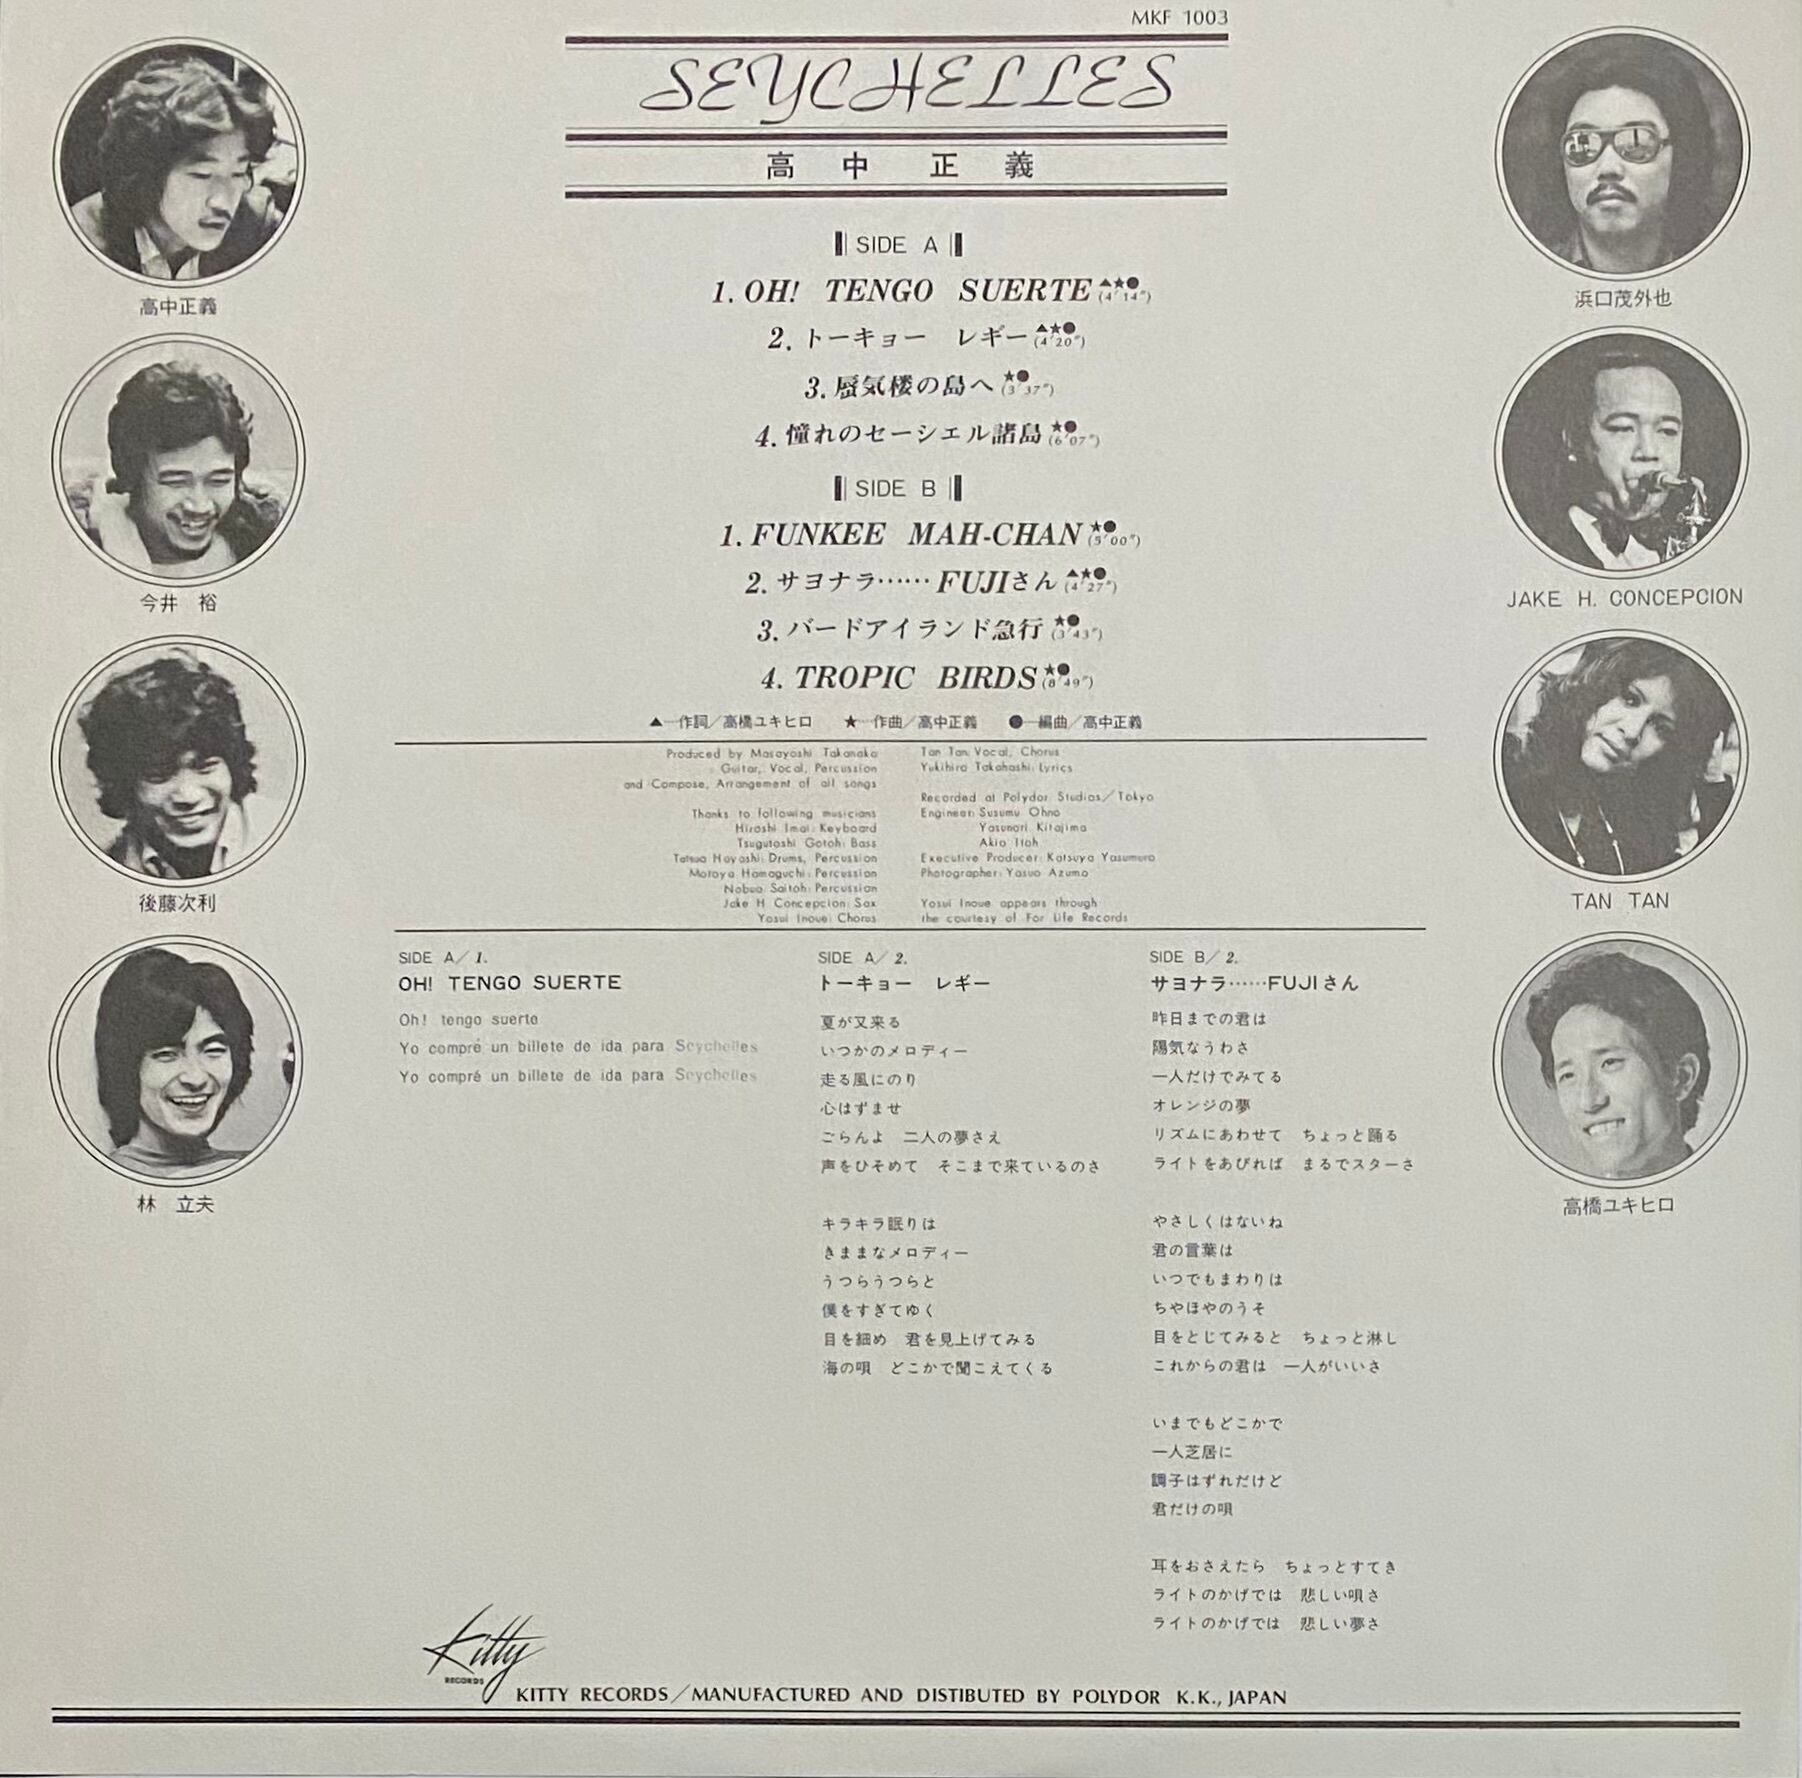 MKF 1003
SEYCHELLES
高中正義
SIDE A
1. OH! TENGO SUERTE ▲★● (4'14")
2. トーキョー レギー ▲★● (4'20")
3. 蜃気楼の島へ ★● (3'37")
4. 憧れのセーシェル諸島 ★● (6'07")
SIDE B
1. FUNKEE MAH-CHAN ★● (5'00")
2. サヨナラ……FUJIさん ▲★● (4'27")
3. バードアイランド急行 ★● (3'43")
4. TROPIC BIRDS ★● (8'49")
▲…作詞／高橋ユキヒロ ★…作曲／高中正義 ●…編曲／高中正義
Produced by Masayoshi Takanaka
Guitar, Vocal, Percussion
and Compose, Arrangement of all songs
Thanks to following musicians
Hiroshi Imai: Keyboard
Tsugutoshi Gotoh: Bass
Tatsuo Hayashi: Drums, Percussion
Motoya Hamaguchi: Percussion
Nobuo Saitoh: Percussion
Jake H Concepcion: Sax
Yosui Inoue: Chorus
Tan Tan: Vocal, Chorus
Yukihiro Takahashi: Lyrics
Recorded at Polydor Studios／Tokyo
Engineer: Susumu Ohno
Yasunori Kitajima
Akio Itoh
Executive Producer: Katsuya Yasumuro
Photographer: Yasuo Azuma
Yosui Inoue appears through
the courtesy of For Life Records
SIDE A／1.
OH! TENGO SUERTE
Oh! tengo suerte
Yo compré un billete de ida para Seychelles
Yo compré un billete de ida para Seychelles
SIDE A／2.
トーキョー レギー
夏が又来る
いつかのメロディー
走る風にのり
心はずませ
ごらんよ 二人の夢さえ
声をひそめて そこまで来ているのさ
キラキラ眠りは
きままなメロディー
うつらうつらと
僕をすぎてゆく
目を細め 君を見上げてみる
海の唄 どこかで聞こえてくる
SIDE B／2.
サヨナラ……FUJIさん
昨日までの君は
陽気なうわさ
一人だけでみてる
オレンジの夢
リズムにあわせて ちょっと踊る
ライトをあびれば まるでスターさ
やさしくはないね
君の言葉は
いつでもまわりは
ちやほやのうそ
目をとじてみると ちょっと淋し
これからの君は 一人がいいさ
いまでもどこかで
一人芝居に
調子はずれだけど
君だけの唄
耳をおさえたら ちょっとすてき
ライトのかげでは 悲しい唄さ
ライトのかげでは 悲しい夢さ
高中正義
今井 裕
後藤次利
林 立夫
浜口茂外也
JAKE H. CONCEPCION
TAN TAN
高橋ユキヒロ
Kitty
RECORDS
KITTY RECORDS／MANUFACTURED AND DISTIBUTED BY POLYDOR K.K., JAPAN